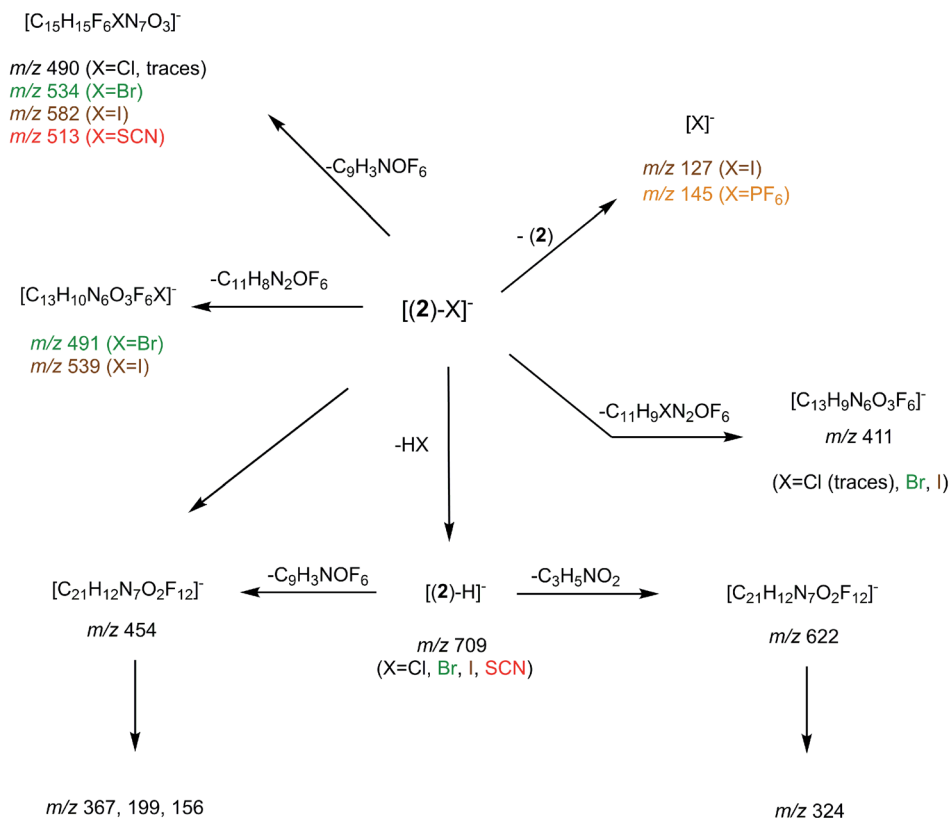 [C₁₅H₁₅F₆XN₇O₃]⁻
m/z 490 (X=Cl, traces)
m/z 534 (X=Br)
m/z 582 (X=I)
m/z 513 (X=SCN)
-C₉H₃NOF₆
[X]⁻
m/z 127 (X=I)
m/z 145 (X=PF₆)
- (2)
[C₁₃H₁₀N₆O₃F₆X]⁻
m/z 491 (X=Br)
m/z 539 (X=I)
-C₁₁H₈N₂OF₆
[(2)-X]⁻
-C₁₁H₉XN₂OF₆
[C₁₃H₉N₆O₃F₆]⁻
m/z 411
(X=Cl (traces), Br, I)
-HX
[C₂₁H₁₂N₇O₂F₁₂]⁻
m/z 454
-C₉H₃NOF₆
[(2)-H]⁻
m/z 709
(X=Cl, Br, I, SCN)
-C₃H₅NO₂
[C₂₁H₁₂N₇O₂F₁₂]⁻
m/z 622
m/z 367, 199, 156
m/z 324